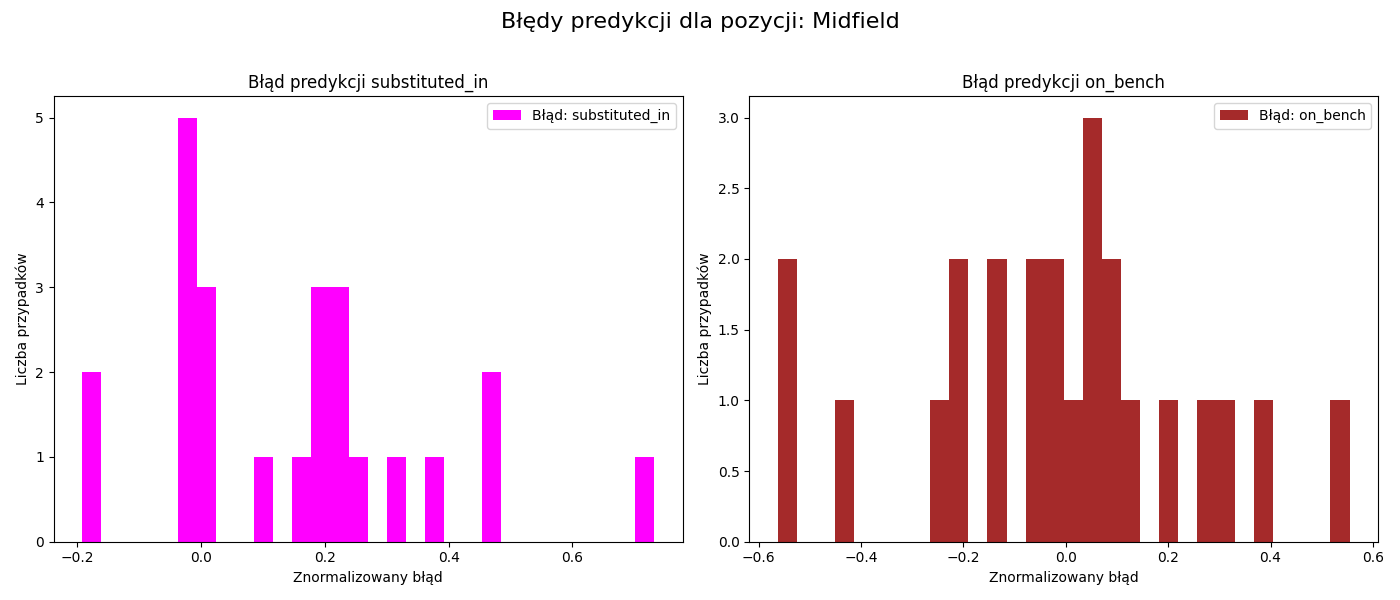 Błędy predykcji dla pozycji: Midfield
Błąd predykcji substituted_in
Błąd: substituted_in
Liczba przypadków
5
4
3
2
1
0
−0.2
0.0
0.2
0.4
0.6
Znormalizowany błąd
Błąd predykcji on_bench
Błąd: on_bench
Liczba przypadków
3.0
2.5
2.0
1.5
1.0
0.5
0.0
−0.6
−0.4
−0.2
0.0
0.2
0.4
0.6
Znormalizowany błąd